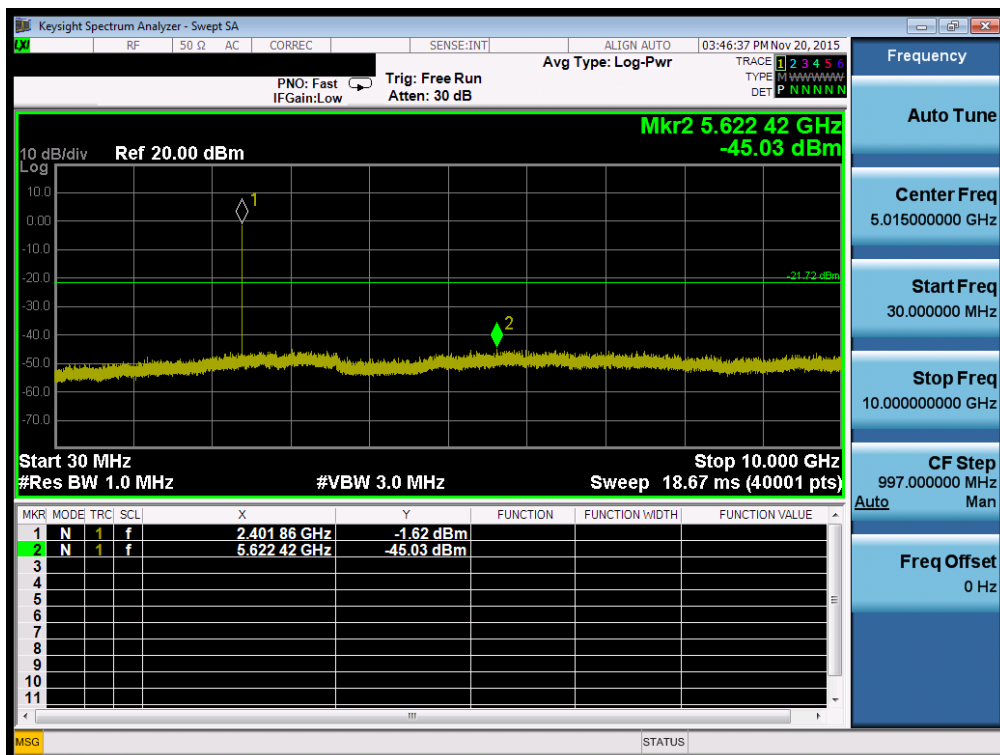 Keysight Spectrum Analyzer - Swept SA
LXI RF 50 Ω AC CORREC SENSE:INT ALIGN AUTO 03:46:37 PM Nov 20, 2015
Avg Type: Log-Pwr
TRACE 1 2 3 4 5 6
PNO: Fast Trig: Free Run
TYPE M WWWWW
IFGain:Low Atten: 30 dB
DET P N N N N N
Mkr2 5.622 42 GHz
-45.03 dBm
10 dB/div Ref 20.00 dBm
Log
10.0
0.00
-10.0
-20.0
-30.0
-40.0
-50.0
-60.0
-70.0
1
-21.72 dBm
2
Start 30 MHz Stop 10.000 GHz
#Res BW 1.0 MHz #VBW 3.0 MHz Sweep 18.67 ms (40001 pts)
MKR MODE TRC SCL X Y FUNCTION FUNCTION WIDTH FUNCTION VALUE
1 N 1 f 2.401 86 GHz -1.62 dBm
2 N 1 f 5.622 42 GHz -45.03 dBm
3
4
5
6
7
8
9
10
11
MSG STATUS
Frequency
Auto Tune
Center Freq
5.015000000 GHz
Start Freq
30.000000 MHz
Stop Freq
10.000000000 GHz
CF Step
997.000000 MHz
Auto Man
Freq Offset
0 Hz